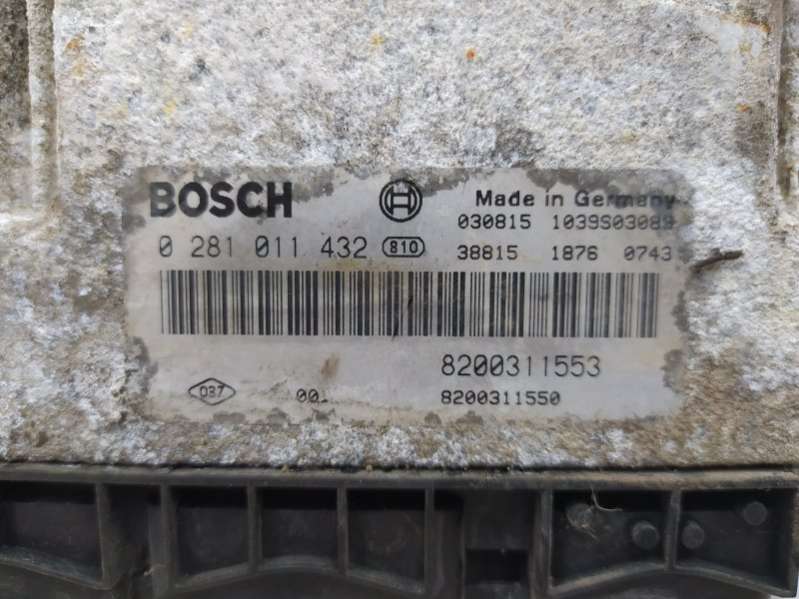 BOSCH Made in Germany
030815 1039S03089
0 281 011 432 810 38815 1876 0743
8200311553
037 00. 8200311550